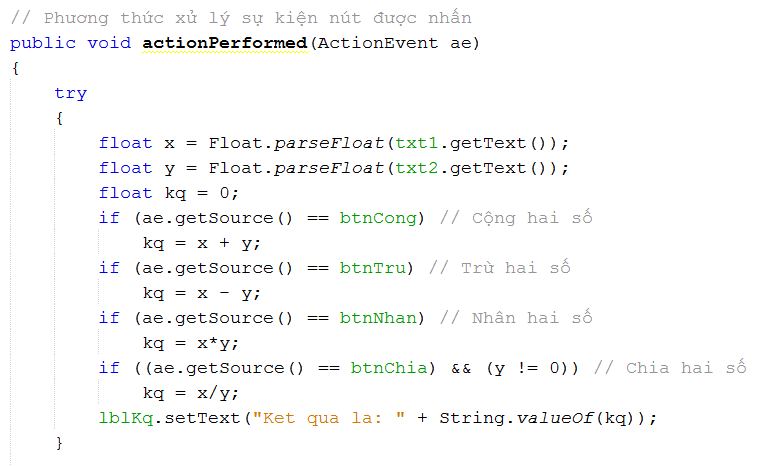 // Phương thức xử lý sự kiện nút được nhấn
public void actionPerformed(ActionEvent ae)
{
    try
    {
        float x = Float.parseFloat(txt1.getText());
        float y = Float.parseFloat(txt2.getText());
        float kq = 0;
        if (ae.getSource() == btnCong) // Cộng hai số
            kq = x + y;
        if (ae.getSource() == btnTru) // Trừ hai số
            kq = x - y;
        if (ae.getSource() == btnNhan) // Nhân hai số
            kq = x*y;
        if ((ae.getSource() == btnChia) && (y != 0)) // Chia hai số
            kq = x/y;
        lblKq.setText("Ket qua la: " + String.valueOf(kq));
    }